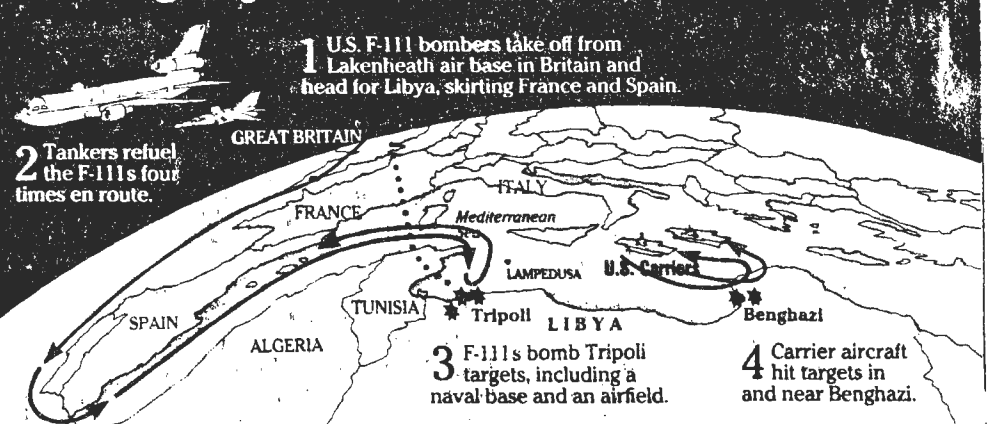 1 U.S. F-111 bombers take off from
Lakenheath air base in Britain and
head for Libya, skirting France and Spain.
2 Tankers refuel
the F-111s four
times en route.
GREAT BRITAIN
FRANCE
ITALY
Mediterranean
LAMPEDUSA
U.S. Carriers
SPAIN
ALGERIA
TUNISIA
Tripoli
LIBYA
Benghazi
3 F-111s bomb Tripoli
targets, including a
naval base and an airfield.
4 Carrier aircraft
hit targets in
and near Benghazi.